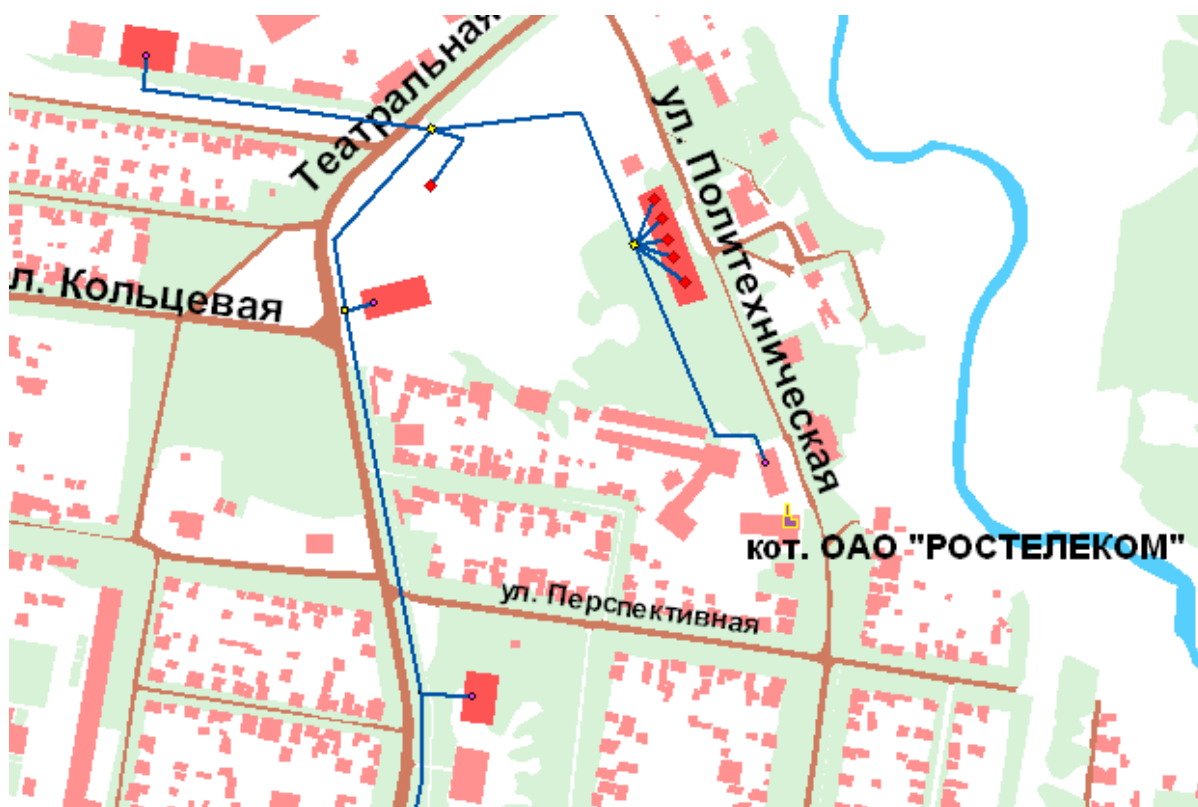 Театральная
ул. Политехническая
л. Кольцевая
кот. ОАО "РОСТЕЛЕКОМ"
ул. Перспективная